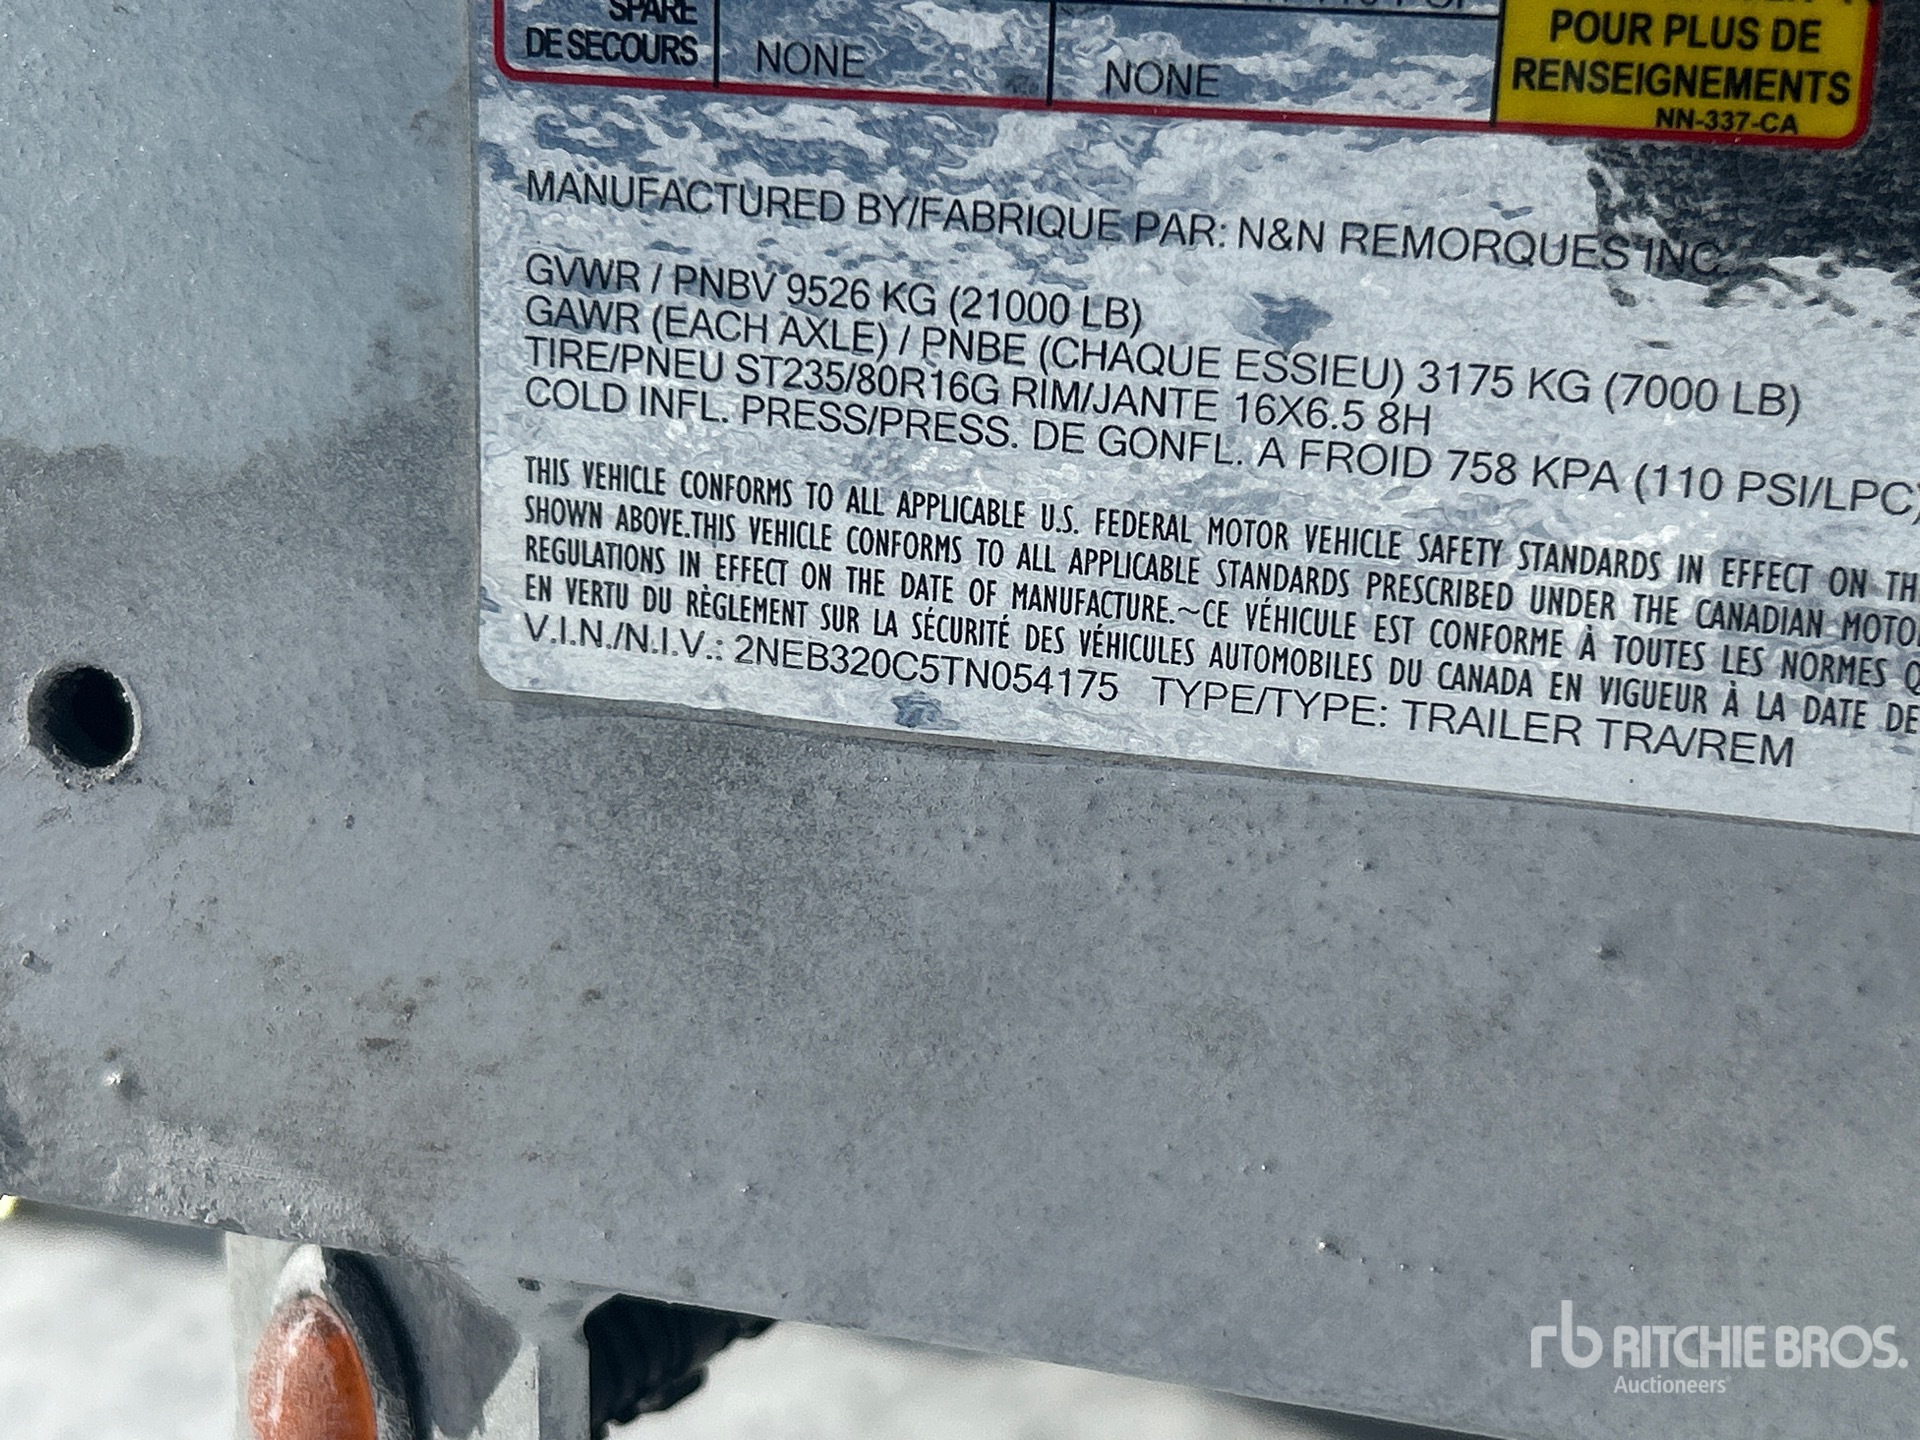 SPARE
DE SECOURS
NONE
NONE
POUR PLUS DE
RENSEIGNEMENTS
NN-337-CA
MANUFACTURED BY/FABRIQUE PAR: N&N REMORQUES INC.
GVWR / PNBV 9526 KG (21000 LB)
GAWR (EACH AXLE) / PNBE (CHAQUE ESSIEU) 3175 KG (7000 LB)
TIRE/PNEU ST235/80R16G RIM/JANTE 16X6.5 8H
COLD INFL. PRESS/PRESS. DE GONFL. A FROID 758 KPA (110 PSI/LPC)
THIS VEHICLE CONFORMS TO ALL APPLICABLE U.S. FEDERAL MOTOR VEHICLE SAFETY STANDARDS IN EFFECT ON TH
SHOWN ABOVE.THIS VEHICLE CONFORMS TO ALL APPLICABLE STANDARDS PRESCRIBED UNDER THE CANADIAN MOTO
REGULATIONS IN EFFECT ON THE DATE OF MANUFACTURE.~CE VÉHICULE EST CONFORME À TOUTES LES NORMES Q
EN VERTU DU RÈGLEMENT SUR LA SÉCURITÉ DES VÉHICULES AUTOMOBILES DU CANADA EN VIGUEUR À LA DATE DE
V.I.N./N.I.V.: 2NEB320C5TN054175 TYPE/TYPE: TRAILER TRA/REM
rb RITCHIE BROS.
Auctioneers